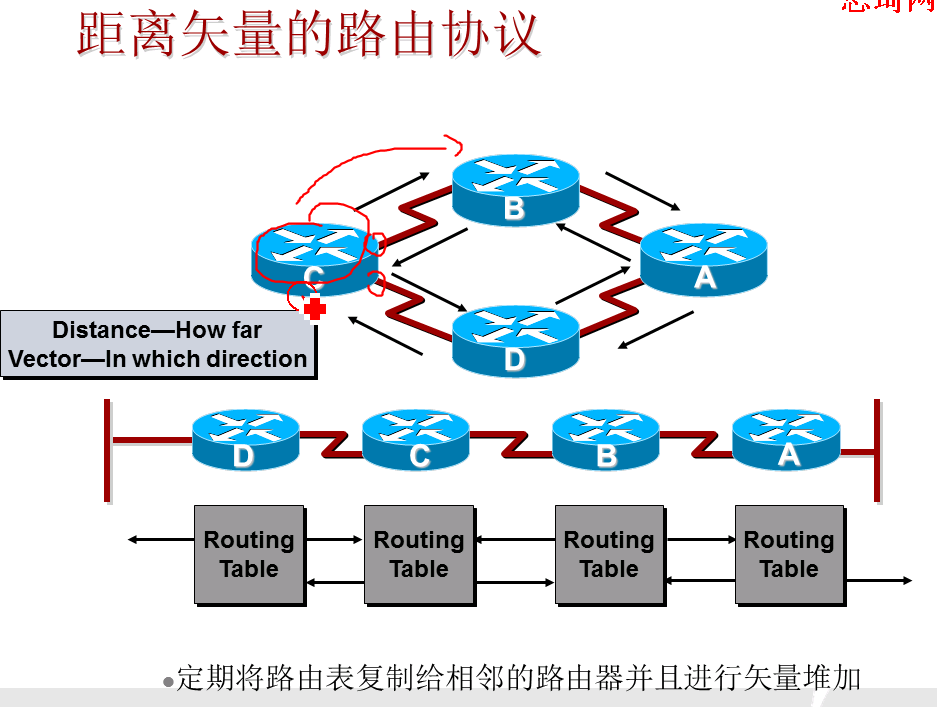 距离矢量的路由协议
B
C
A
D
Distance—How far
Vector—In which direction
D
C
B
A
Routing
Table
Routing
Table
Routing
Table
Routing
Table
定期将路由表复制给相邻的路由器并且进行矢量堆加